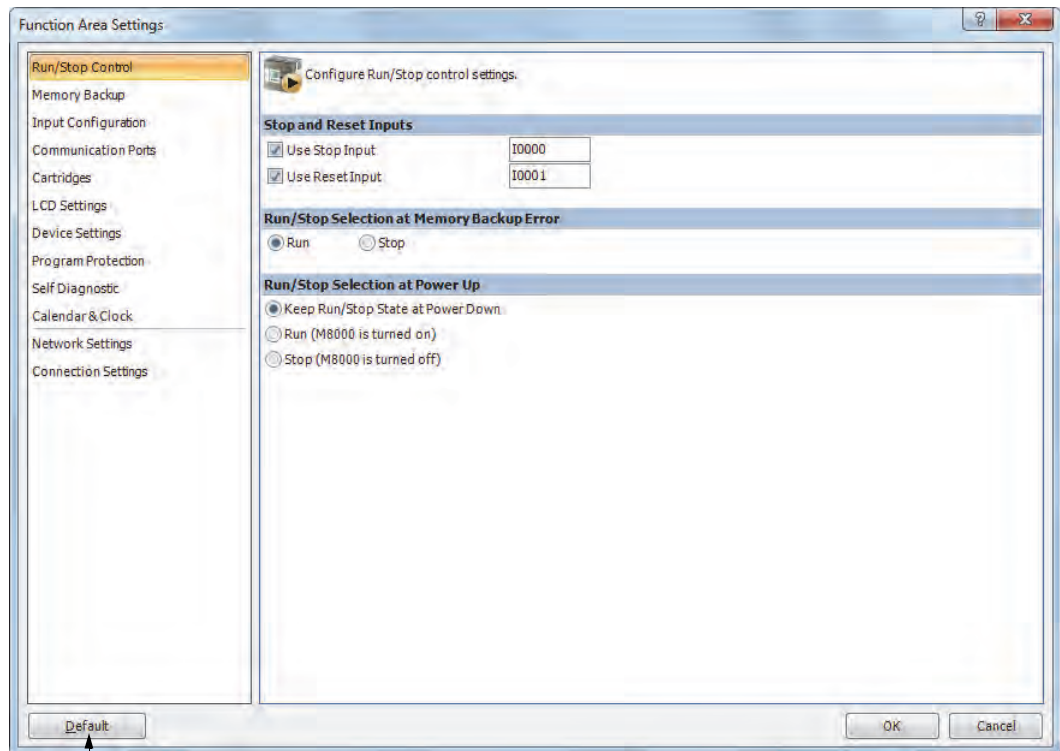 Function Area Settings
Run/Stop Control
Memory Backup
Input Configuration
Communication Ports
Cartridges
LCD Settings
Device Settings
Program Protection
Self Diagnostic
Calendar & Clock
Network Settings
Connection Settings
Configure Run/Stop control settings.
Stop and Reset Inputs
Use Stop Input I0000
Use Reset Input I0001
Run/Stop Selection at Memory Backup Error
Run Stop
Run/Stop Selection at Power Up
Keep Run/Stop State at Power Down
Run (M8000 is turned on)
Stop (M8000 is turned off)
Default OK Cancel